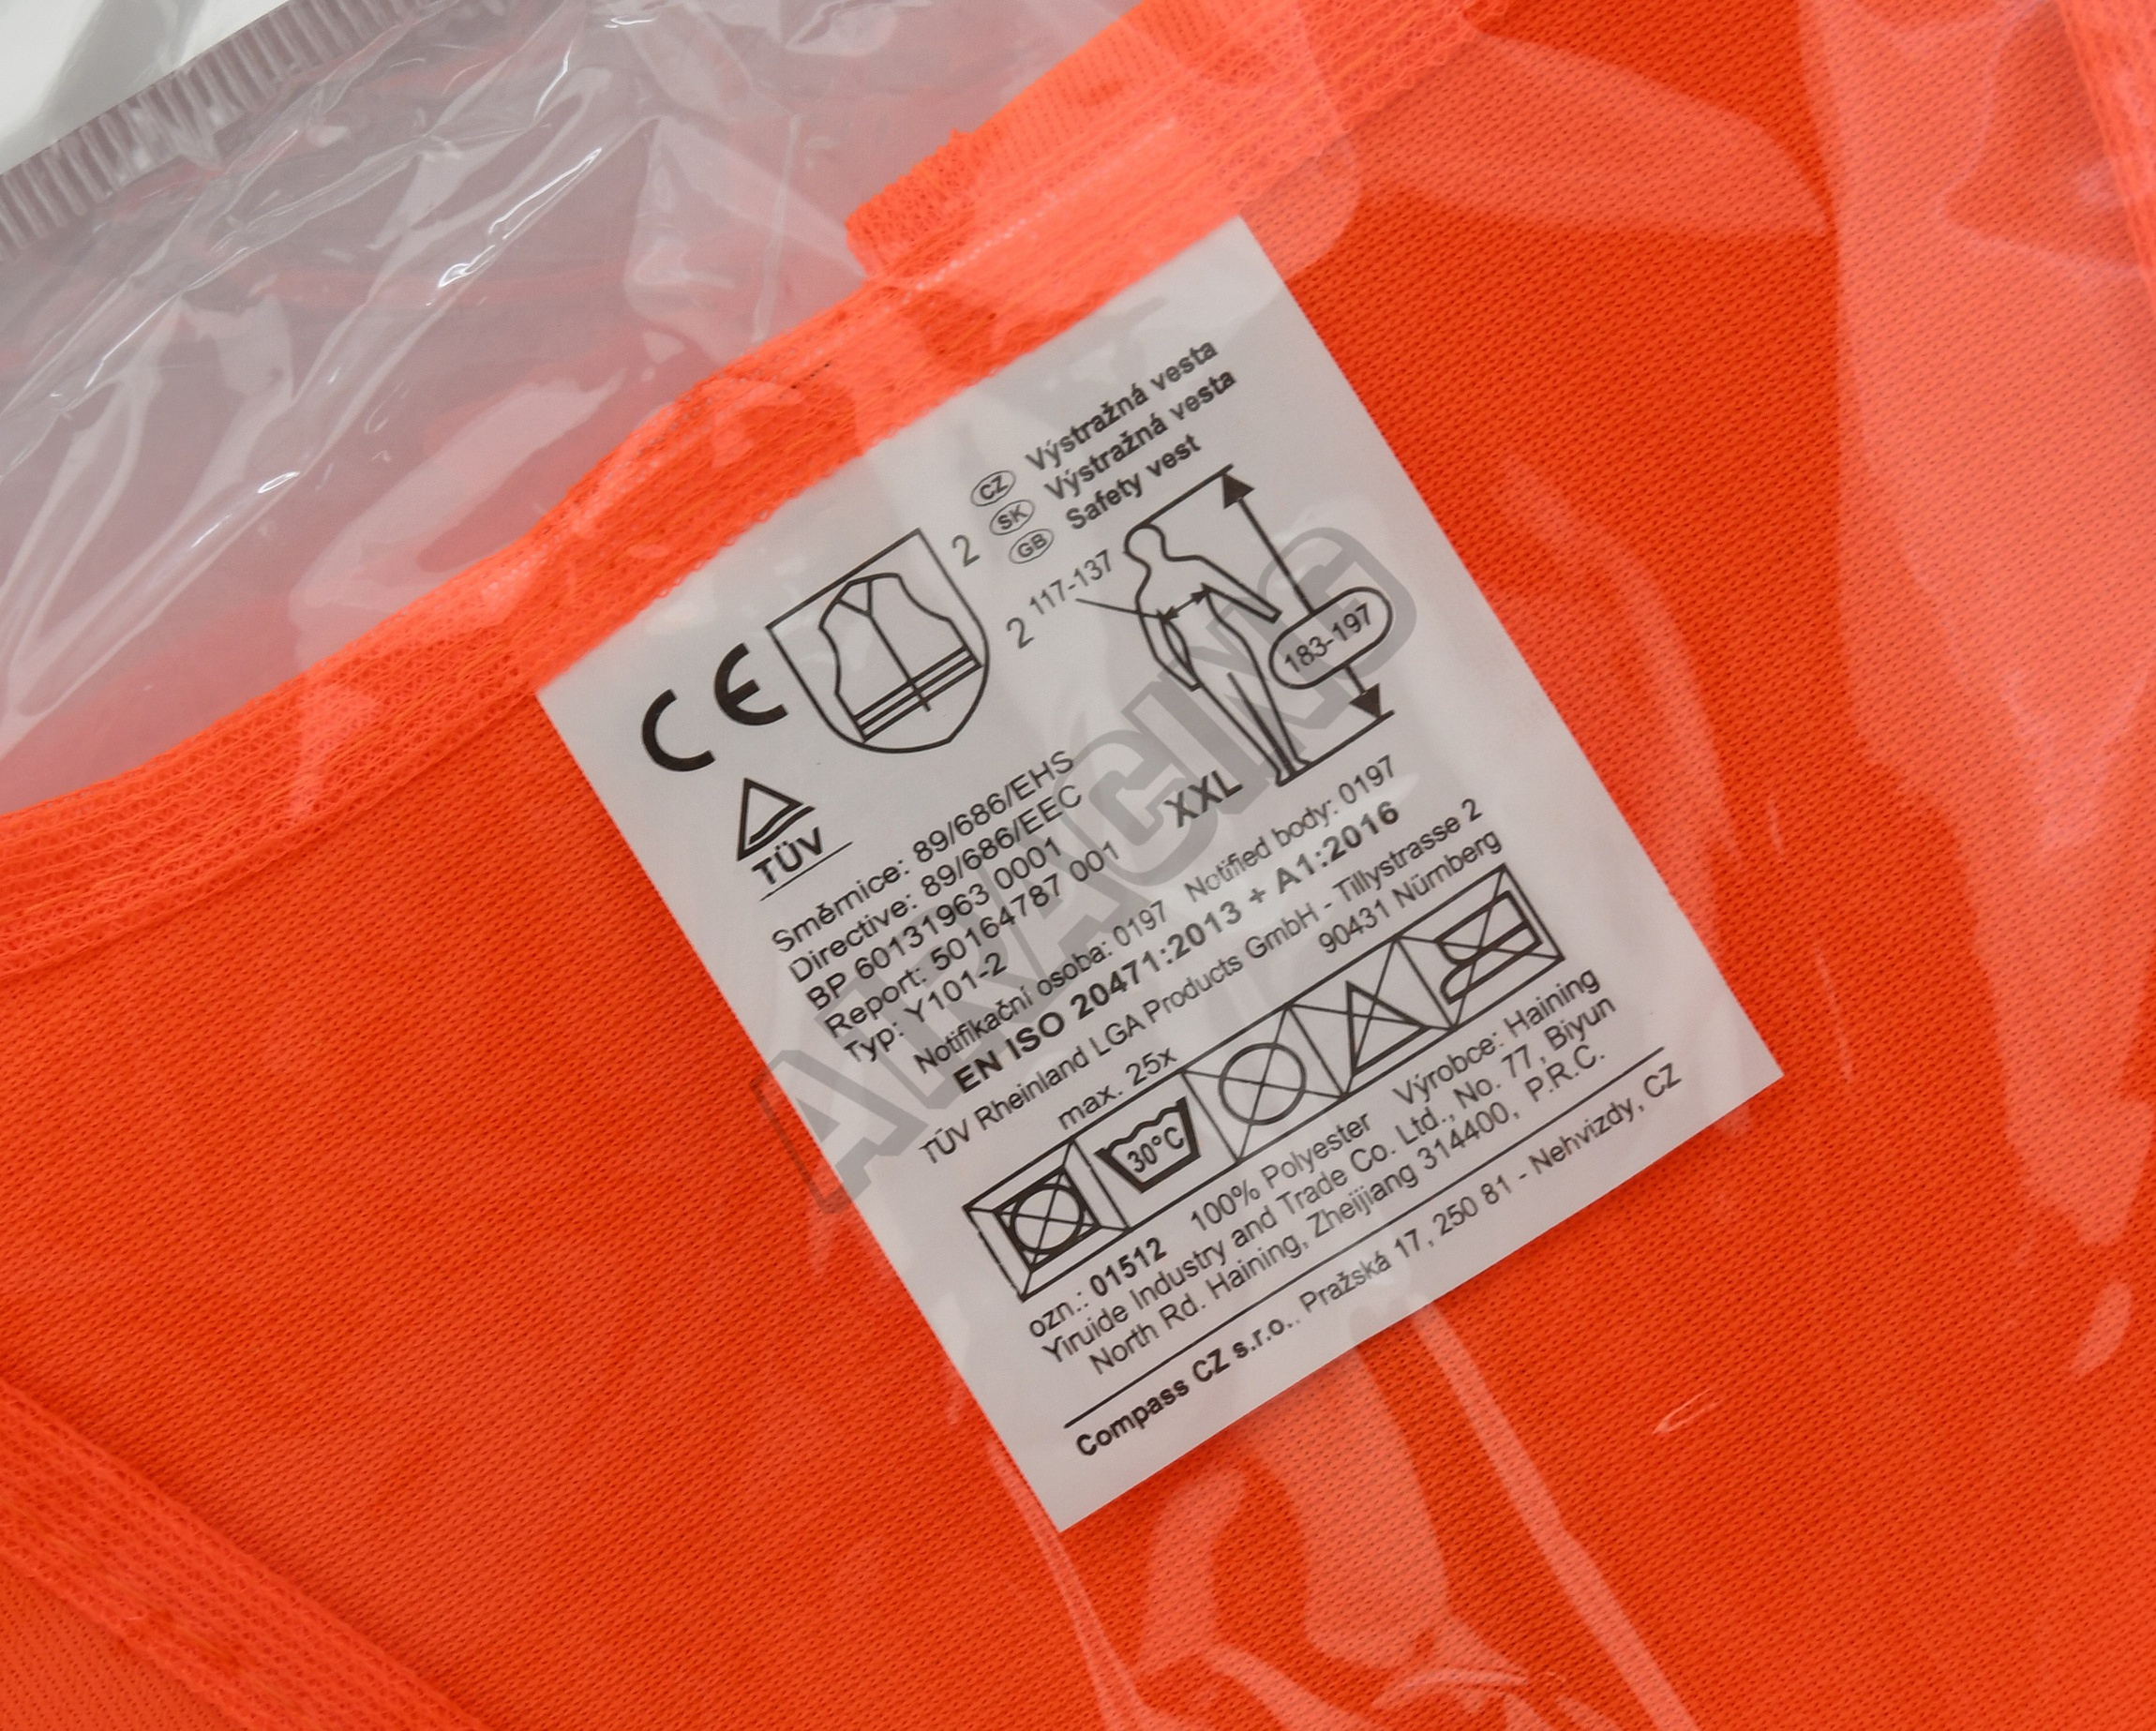 CZ Výstražná vesta
SK Výstražná vesta
GB Safety vest
CE
2
2
117-137
183-197
XXL
TÜV
Směrnice: 89/686/EHS
Directive: 89/686/EEC
BP 60131963 0001
Report: 50164787 001
Typ: Y101-2
Notifikační osoba: 0197 Notified body: 0197
EN ISO 20471:2013 + A1:2016
TÜV Rheinland LGA Products GmbH - Tillystrasse 2
90431 Nürnberg
max. 25x
30°C
ozn.: 01512 100% Polyester Výrobce: Haining
Yiruide Industry and Trade Co. Ltd., No. 77, Biyun
North Rd. Haining, Zheijiang 314400, P.R.C.
Compass CZ s.r.o., Pražská 17, 250 81 - Nehvizdy, CZ
ARACING